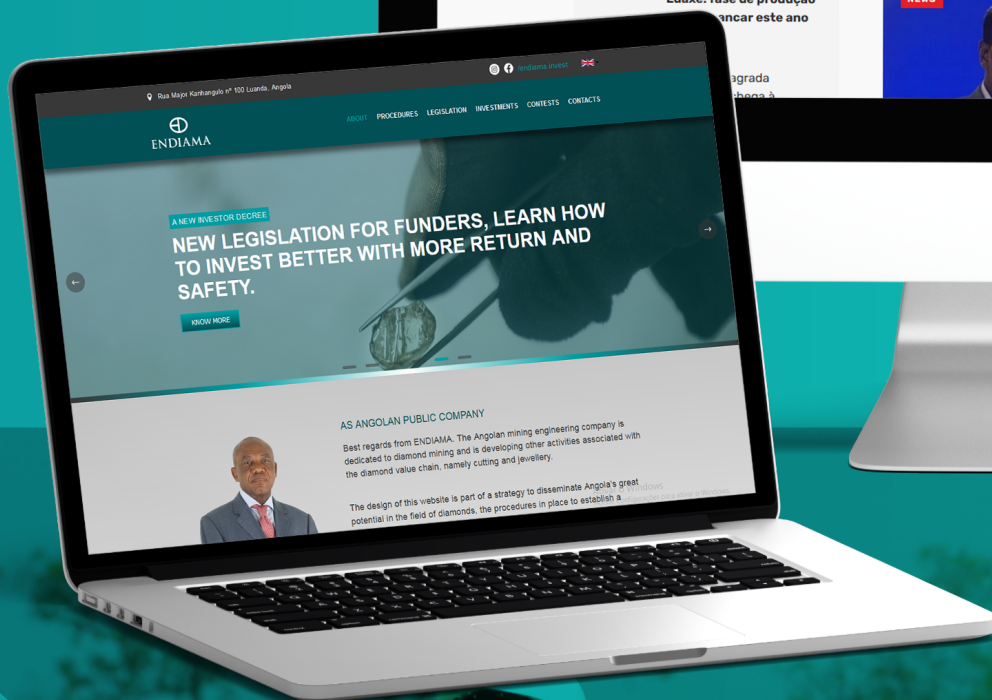 Rua Major Kanhangulo nº 100 Luanda, Angola
/endiama.invest
ENDIAMA
ABOUT PROCEDURES LEGISLATION INVESTMENTS CONTESTS CONTACTS
A NEW INVESTOR DECREE
NEW LEGISLATION FOR FUNDERS, LEARN HOW
TO INVEST BETTER WITH MORE RETURN AND
SAFETY.
KNOW MORE
AS ANGOLAN PUBLIC COMPANY
Best regards from ENDIAMA. The Angolan mining engineering company is
dedicated to diamond mining and is developing other activities associated with
the diamond value chain, namely cutting and jewellery.
The design of this website is part of a strategy to disseminate Angola's great
potential in the field of diamonds, the procedures in place to establish a
Windows
fase de produção
este ano
NEWS